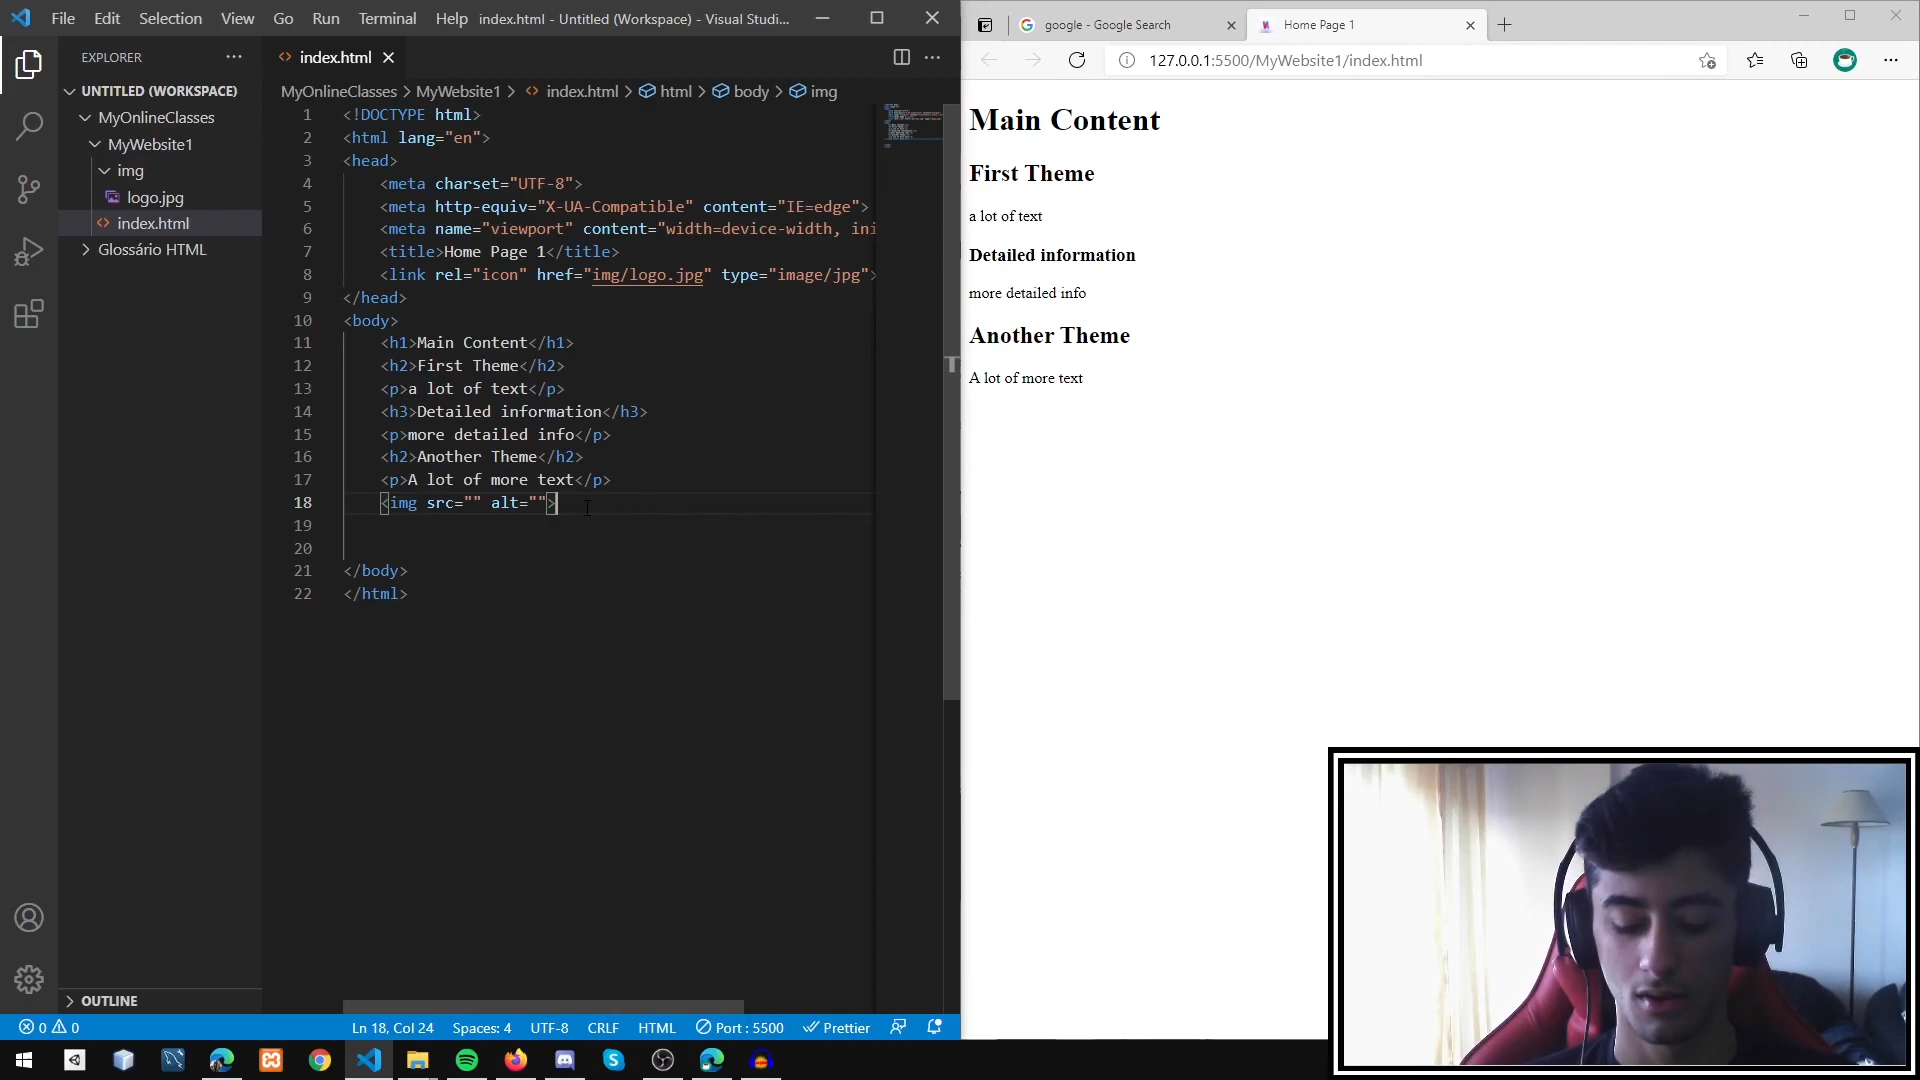 File Edit Selection View Go Run Terminal Help index.html - Untitled (Workspace) - Visual Studi...
EXPLORER
UNTITLED (WORKSPACE)
MyOnlineClasses
MyWebsite1
img
logo.jpg
index.html
Glossário HTML
OUTLINE
index.html
MyOnlineClasses > MyWebsite1 > index.html > html > body > img
1 <!DOCTYPE html>
2 <html lang="en">
3 <head>
4 <meta charset="UTF-8">
5 <meta http-equiv="X-UA-Compatible" content="IE=edge">
6 <meta name="viewport" content="width=device-width, ini
7 <title>Home Page 1</title>
8 <link rel="icon" href="img/logo.jpg" type="image/jpg">
9 </head>
10 <body>
11 <h1>Main Content</h1>
12 <h2>First Theme</h2>
13 <p>a lot of text</p>
14 <h3>Detailed information</h3>
15 <p>more detailed info</p>
16 <h2>Another Theme</h2>
17 <p>A lot of more text</p>
18 <img src="" alt="">
19
20
21 </body>
22 </html>
0 0 Ln 18, Col 24 Spaces: 4 UTF-8 CRLF HTML Port : 5500 Prettier
google - Google Search
Home Page 1
127.0.0.1:5500/MyWebsite1/index.html
Main Content
First Theme
a lot of text
Detailed information
more detailed info
Another Theme
A lot of more text